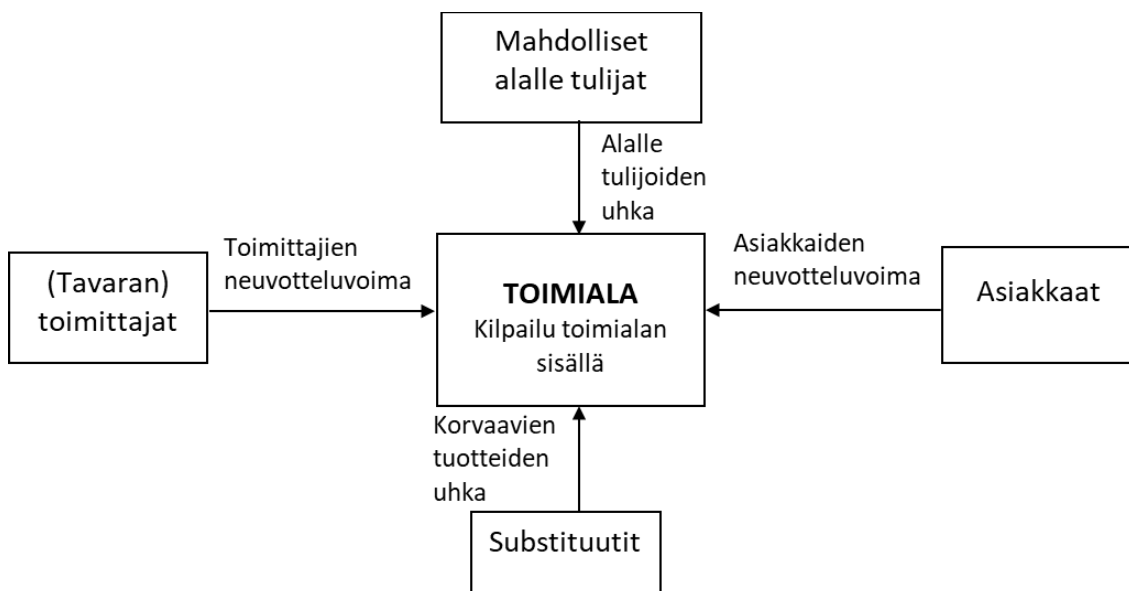 Mahdolliset
alalle tulijat
Alalle
tulijoiden
uhka
(Tavaran)
toimittajat
Toimittajien
neuvotteluvoima
TOIMIALA
Kilpailu toimialan
sisällä
Asiakkaiden
neuvotteluvoima
Asiakkaat
Korvaavien
tuotteiden
uhka
Substituutit